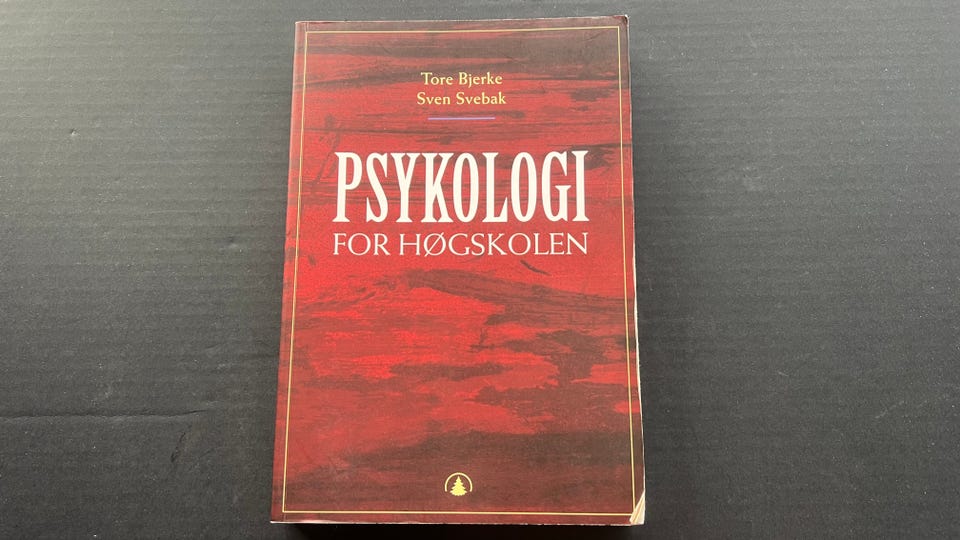 Tore Bjerke
Sven Svebak
PSYKOLOGI
FOR HØGSKOLEN